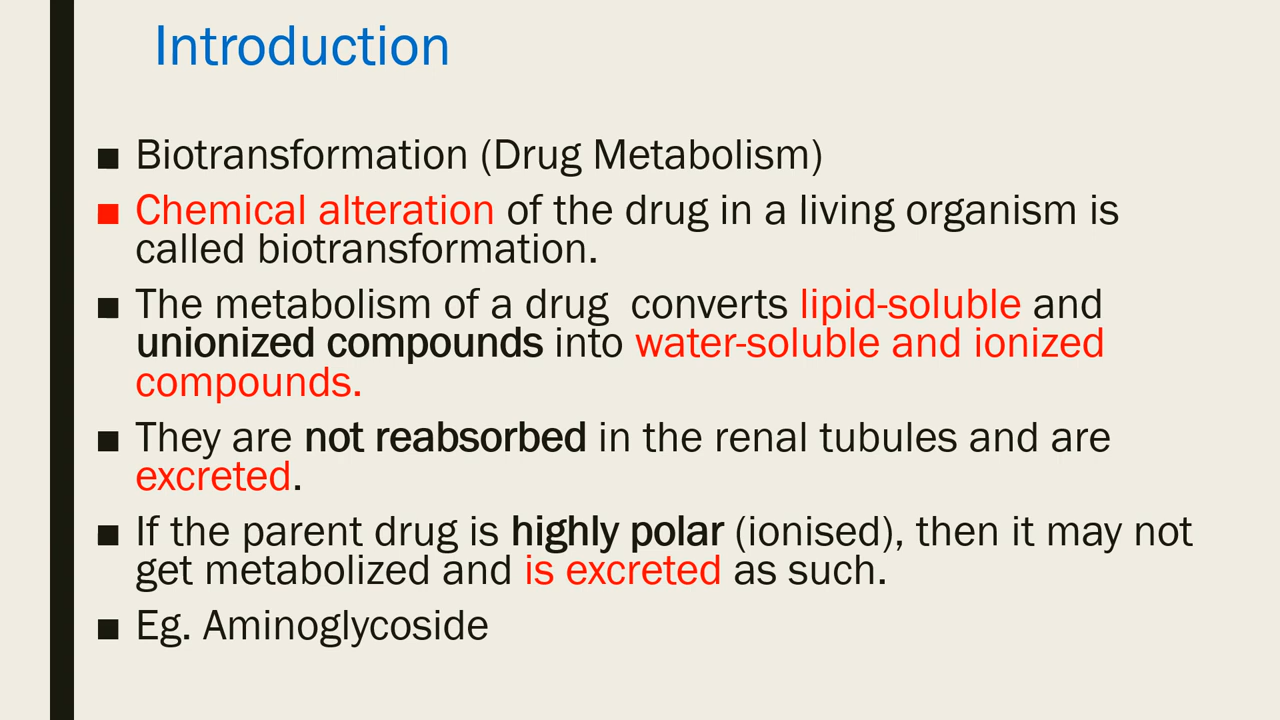 Introduction
■ Biotransformation (Drug Metabolism)
■ Chemical alteration of the drug in a living organism is
called biotransformation.
■ The metabolism of a drug  converts lipid-soluble and
unionized compounds into water-soluble and ionized
compounds.
■ They are not reabsorbed in the renal tubules and are
excreted.
■ If the parent drug is highly polar (ionised), then it may not
get metabolized and is excreted as such.
■ Eg. Aminoglycoside